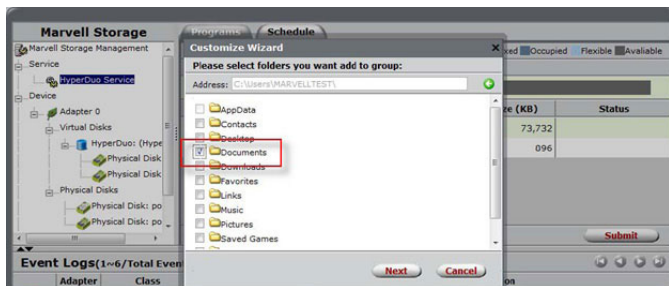 Marvell Storage
Programs
Schedule
Marvell Storage Management
Service
HyperDuo Service
Device
Adapter 0
Virtual Disks
HyperDuo: (Hype
Physical Disk
Physical Disk
Physical Disks
Physical Disk: po
Physical Disk: po
Customize Wizard
Please select folders you want add to group:
Address: C:\Users\MARVELLTEST\
AppData
Contacts
Desktop
Documents
Downloads
Favorites
Links
Music
Pictures
Saved Games
Next
Cancel
xed Occupied Flexible Avaliable
ze (KB) Status
73,732
096
Submit
Event Logs(1~6/Total Even
Adapter Class
on